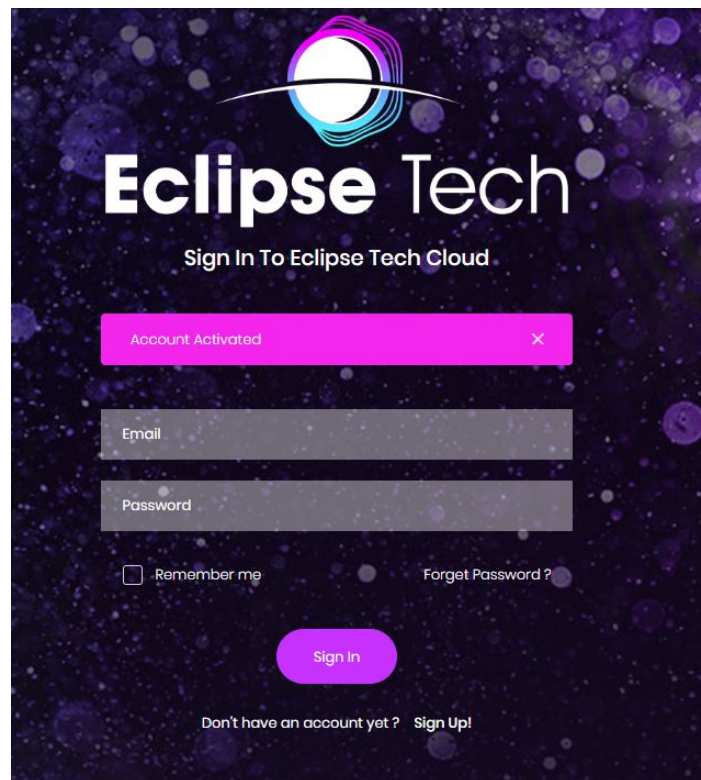 Eclipse Tech
Sign In To Eclipse Tech Cloud
Account Activated ×
Email
Password
Remember me Forget Password ?
Sign In
Don't have an account yet ? Sign Up!